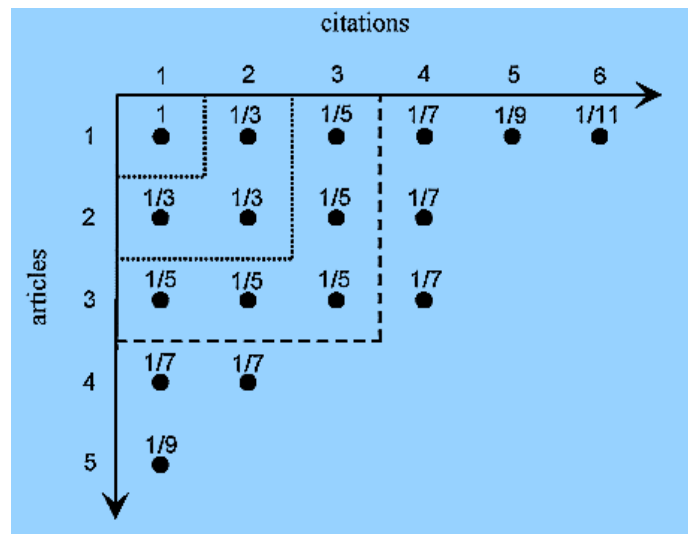 citations
1 2 3 4 5 6
1 1 1/3 1/5 1/7 1/9 1/11
2 1/3 1/3 1/5 1/7
3 1/5 1/5 1/5 1/7
4 1/7 1/7
5 1/9
articles